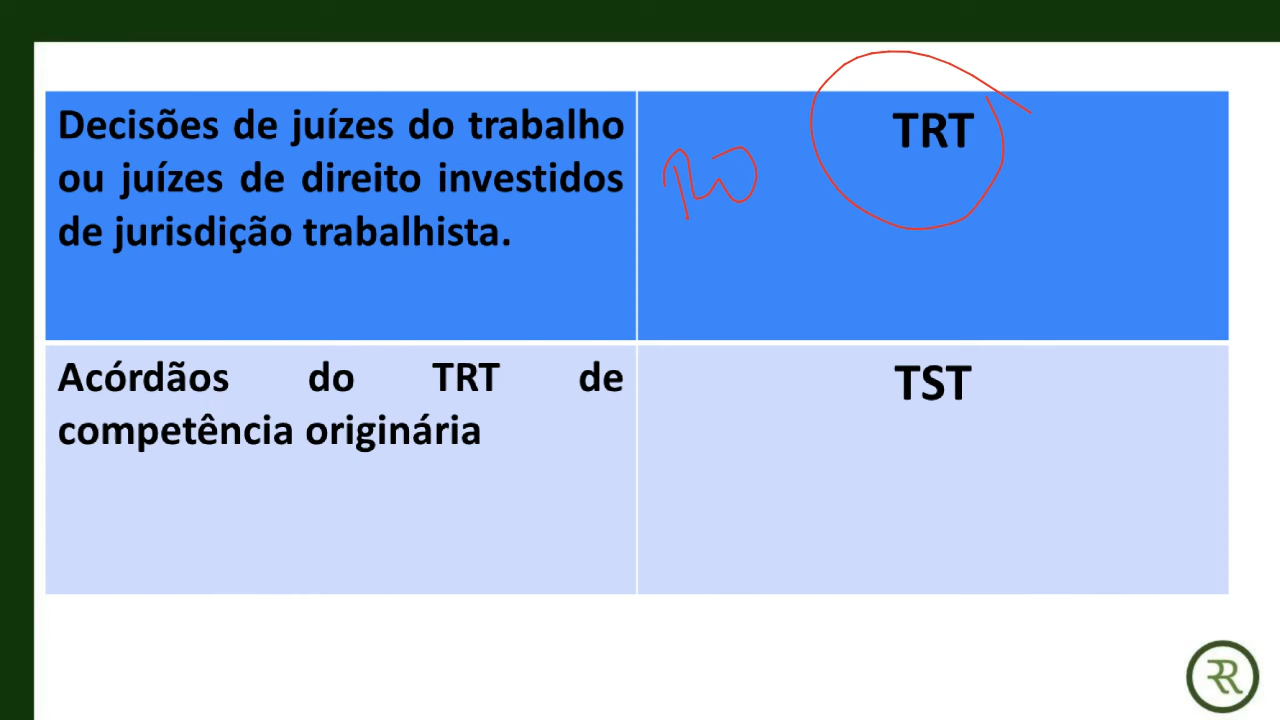 Decisões de juízes do trabalho
ou juízes de direito investidos
de jurisdição trabalhista.
TRT
RO
Acórdãos do TRT de
competência originária
TST